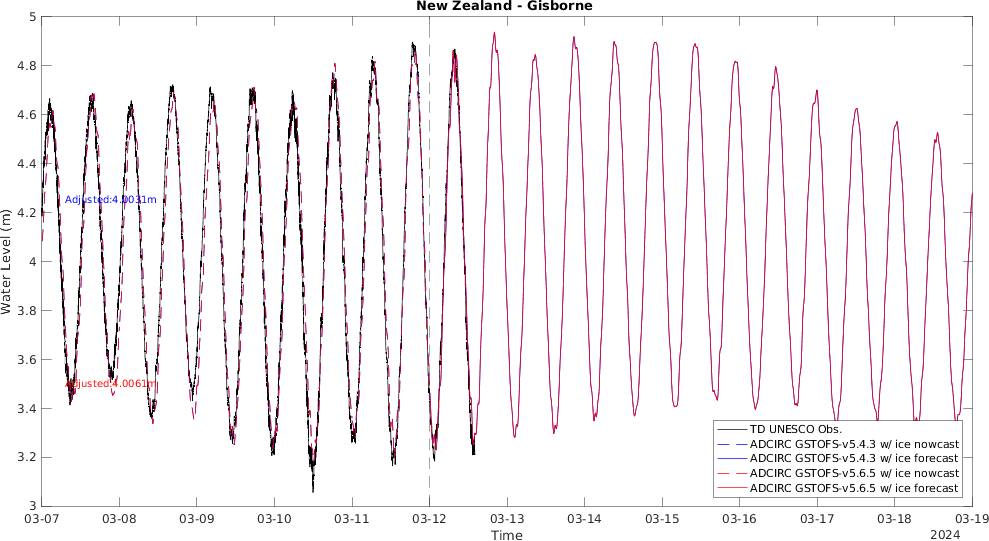 New Zealand - Gisborne
5
4.8
4.6
4.4
4.2
4
3.8
3.6
3.4
3.2
3
Water Level (m)
Adjusted:4.0031m
Adjusted:4.0061m
TD UNESCO Obs.
ADCIRC GSTOFS-v5.4.3 w/ ice nowcast
ADCIRC GSTOFS-v5.4.3 w/ ice forecast
ADCIRC GSTOFS-v5.6.5 w/ ice nowcast
ADCIRC GSTOFS-v5.6.5 w/ ice forecast
03-07 03-08 03-09 03-10 03-11 03-12 03-13 03-14 03-15 03-16 03-17 03-18 03-19
Time
2024